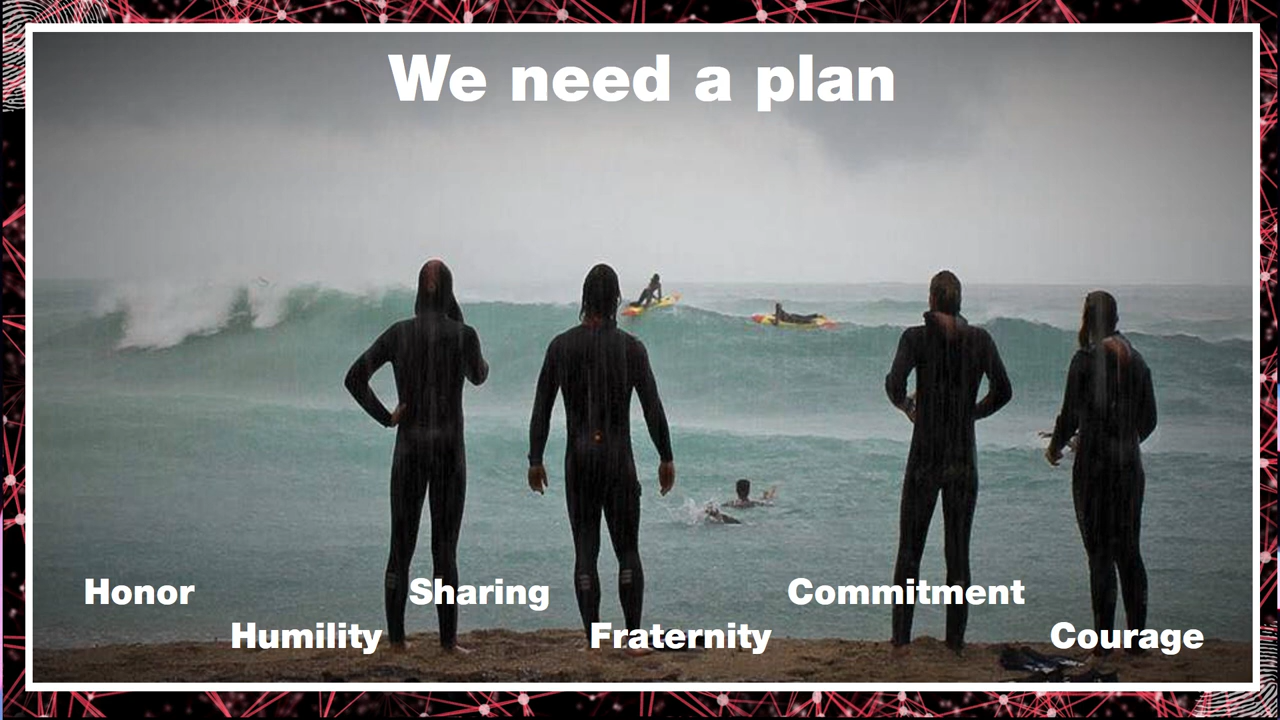 We need a plan
Honor Sharing Commitment
Humility Fraternity Courage